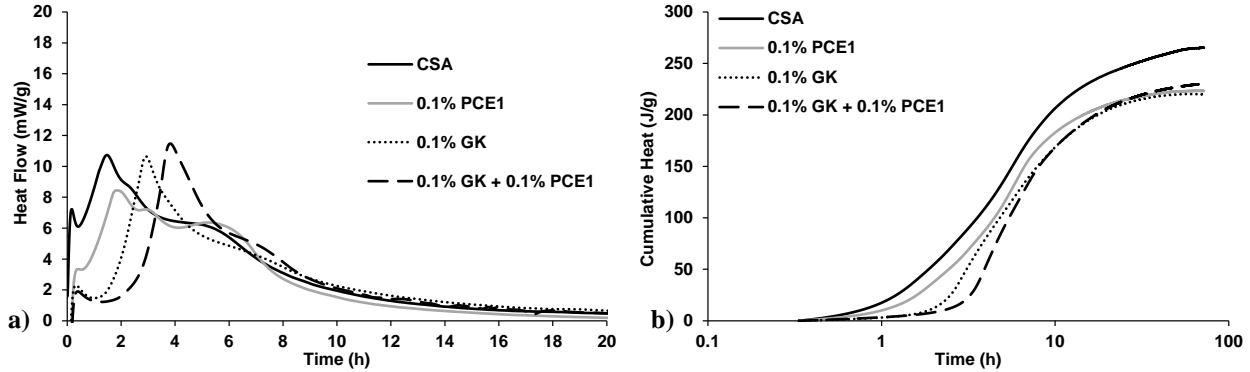 20
18
16
14
12
10
8
6
4
2
0
Heat Flow (mW/g)
CSA
0.1% PCE1
0.1% GK
0.1% GK + 0.1% PCE1
0 2 4 6 8 10 12 14 16 18 20
Time (h)
a)
300
250
200
150
100
50
0
Cumulative Heat (J/g)
CSA
0.1% PCE1
0.1% GK
0.1% GK + 0.1% PCE1
0.1 1 10 100
Time (h)
b)